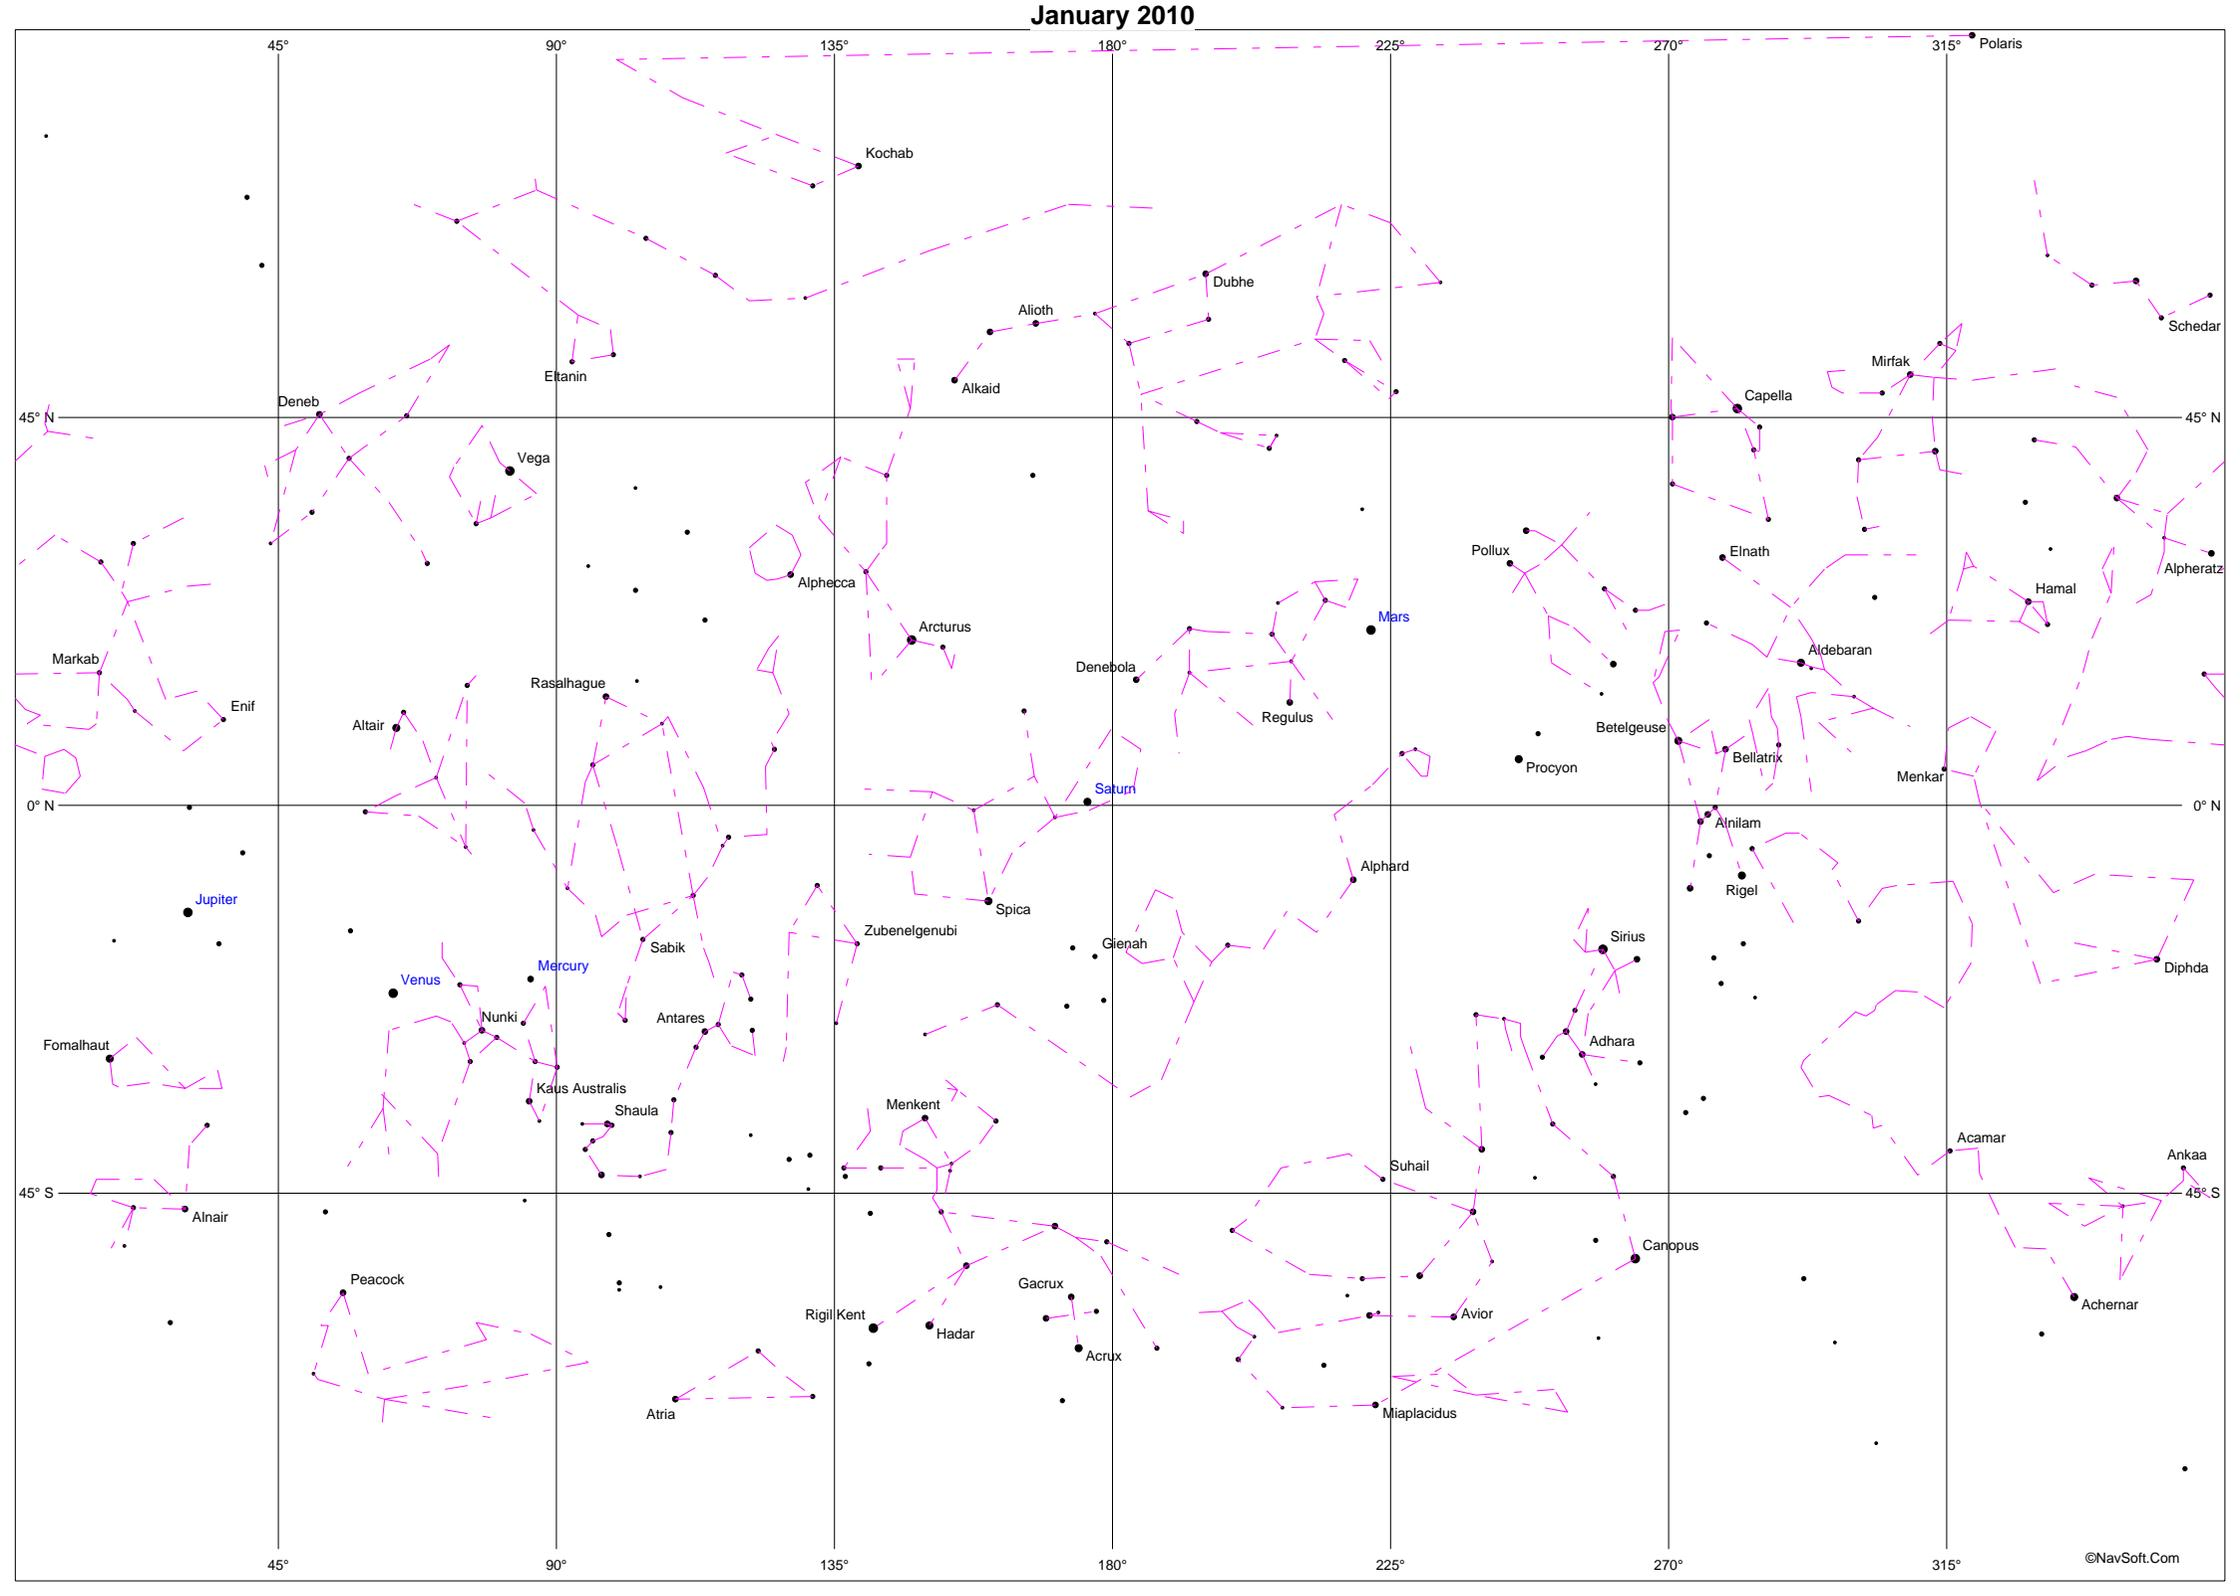 January 2010
45° 90° 135° 180° 225° 270° 315°
Polaris
Kochab
Dubhe
Alioth
Schedar
Mirfak
Eltanin
Alkaid
Capella
Deneb
45° N 45° N
Vega
Pollux
Elnath
Alpheratz
Alphecca
Hamal
Mars
Arcturus
Aldebaran
Markab
Denebola
Rasalhague
Enif
Regulus
Altair
Betelgeuse
Bellatrix
Procyon
Menkar
Saturn
0° N 0° N
Alnilam
Alphard
Rigel
Jupiter
Spica
Zubenelgenubi
Sirius
Sabik
Gienah
Mercury
Diphda
Venus
Nunki
Antares
Fomalhaut
Adhara
Kaus Australis
Menkent
Shaula
Acamar
Ankaa
Suhail
45° S 45° S
Alnair
Canopus
Peacock
Gacrux
Achernar
Rigil Kent
Avior
Hadar
Acrux
Atria
Miaplacidus
©NavSoft.Com
45° 90° 135° 180° 225° 270° 315°